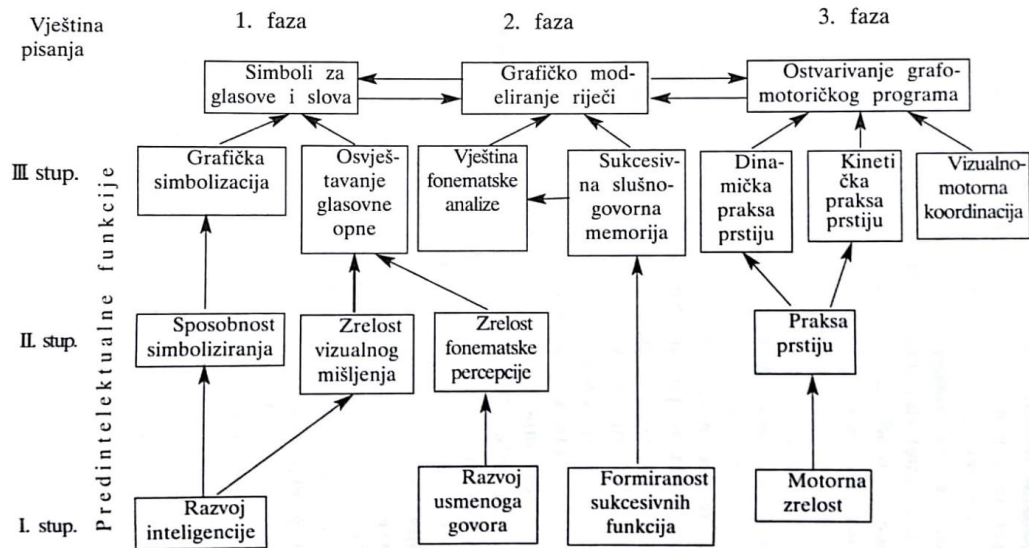 Vještina
pisanja
1. faza
2. faza
3. faza
Simboli za
glasove i slova
Grafičko mod-
eliranje riječi
Ostvarivanje grafo-
motoričkog programa
Predintelektualne funkcije
III. stup.
Grafička
simbolizacija
Osvješ-
tavanje
glasovne
opne
Vještina
fonematske
analize
Sukcesiv-
na slušno-
govorna
memorija
Dina-
mička
praksa
prstiju
Kineti
čka
praksa
prstiju
Vizualno-
motorna
koordinacija
II. stup.
Sposobnost
simboliziranja
Zrelost
vizualnog
mišljenja
Zrelost
fonematske
percepcije
Praksa
prstiju
I. stup.
Razvoj
inteligencije
Razvoj
usmenoga
govora
Formiranost
sukcesivnih
funkcija
Motorna
zrelost